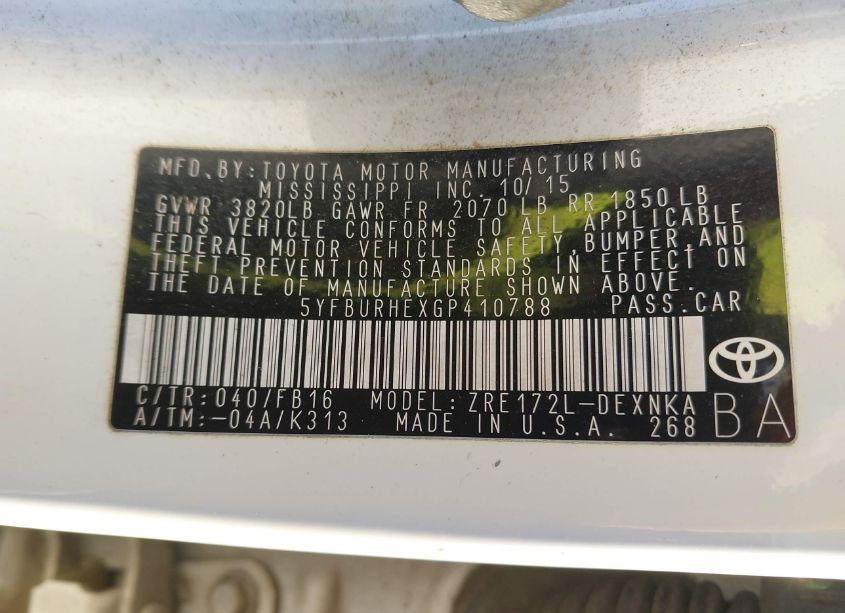 MFD. BY: TOYOTA MOTOR MANUFACTURING
MISSISSIPPI INC. 10/15
GVWR 3820LB GAWR FR 2070 LB RR 1850 LB
THIS VEHICLE CONFORMS TO ALL APPLICABLE
FEDERAL MOTOR VEHICLE SAFETY, BUMPER, AND
THEFT PREVENTION STANDARDS IN EFFECT ON
THE DATE OF MANUFACTURE SHOWN ABOVE.
5YFBURHEXGP410788 PASS.CAR
C/TR: 040/FB16 MODEL: ZRE172L-DEXNKA
A/TM: -04A/K313 MADE IN U.S.A. 268 BA